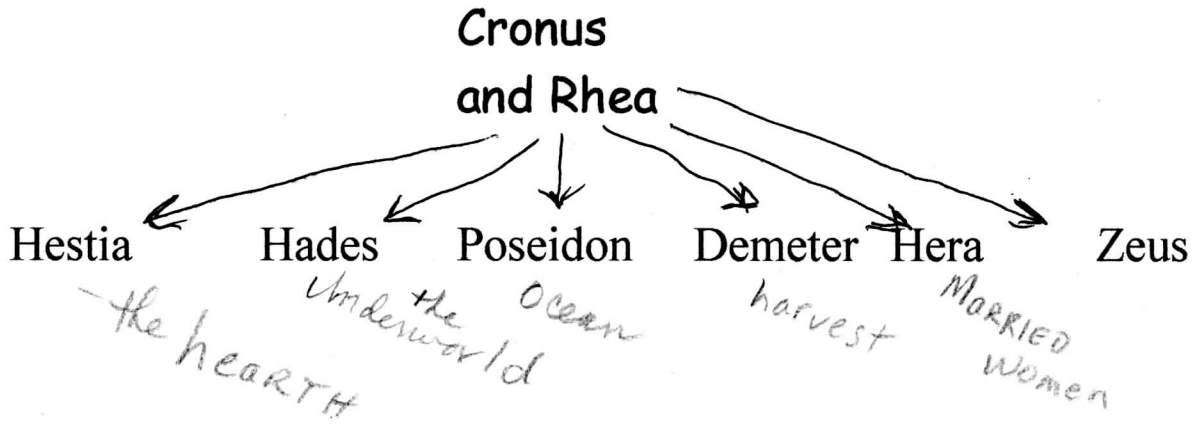 Cronus
and Rhea
Hestia Hades Poseidon Demeter Hera Zeus
- the heARTH
the Underworld
Ocean
harvest
MARRIED
women